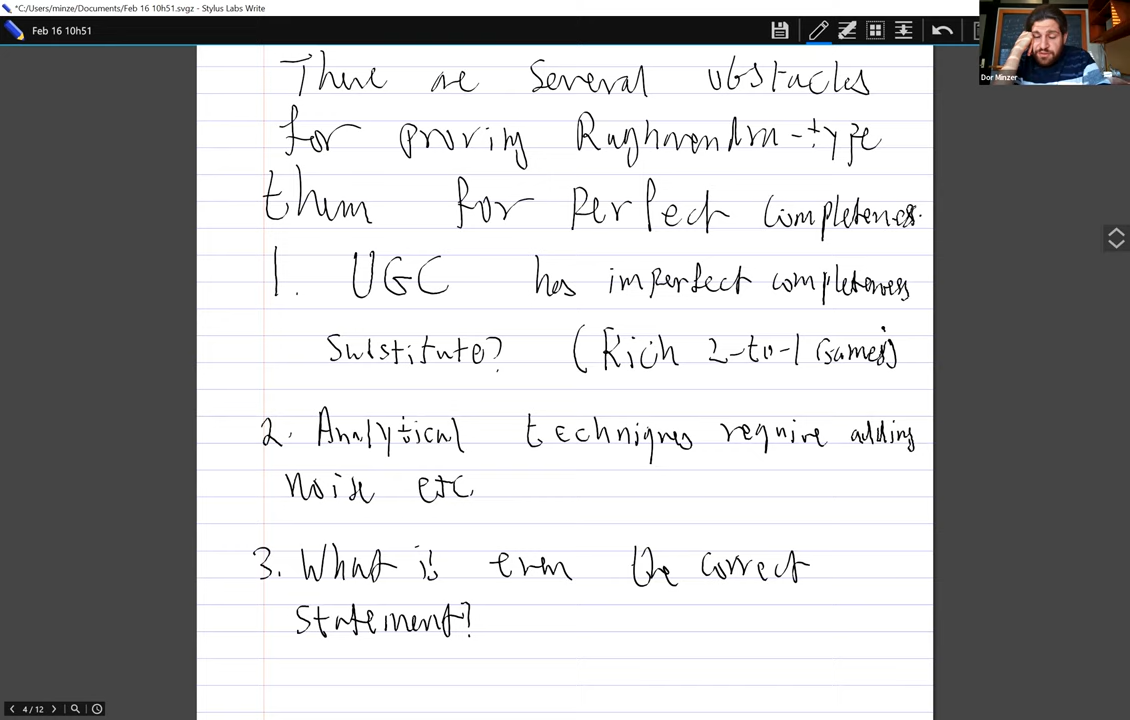 *C:/Users/minze/Documents/Feb 16 10h51.svgz - Stylus Labs Write
Feb 16 10h51
Dor Minzer
There are several obstacles
for proving Raghavendra-type
thms for perfect completeness.
1. UGC has imperfect completeness
Substitute? (Rich 2-to-1 Games)
2. Analytical techniques require adding
noise etc.
3. What is even the correct
statement?
4/12